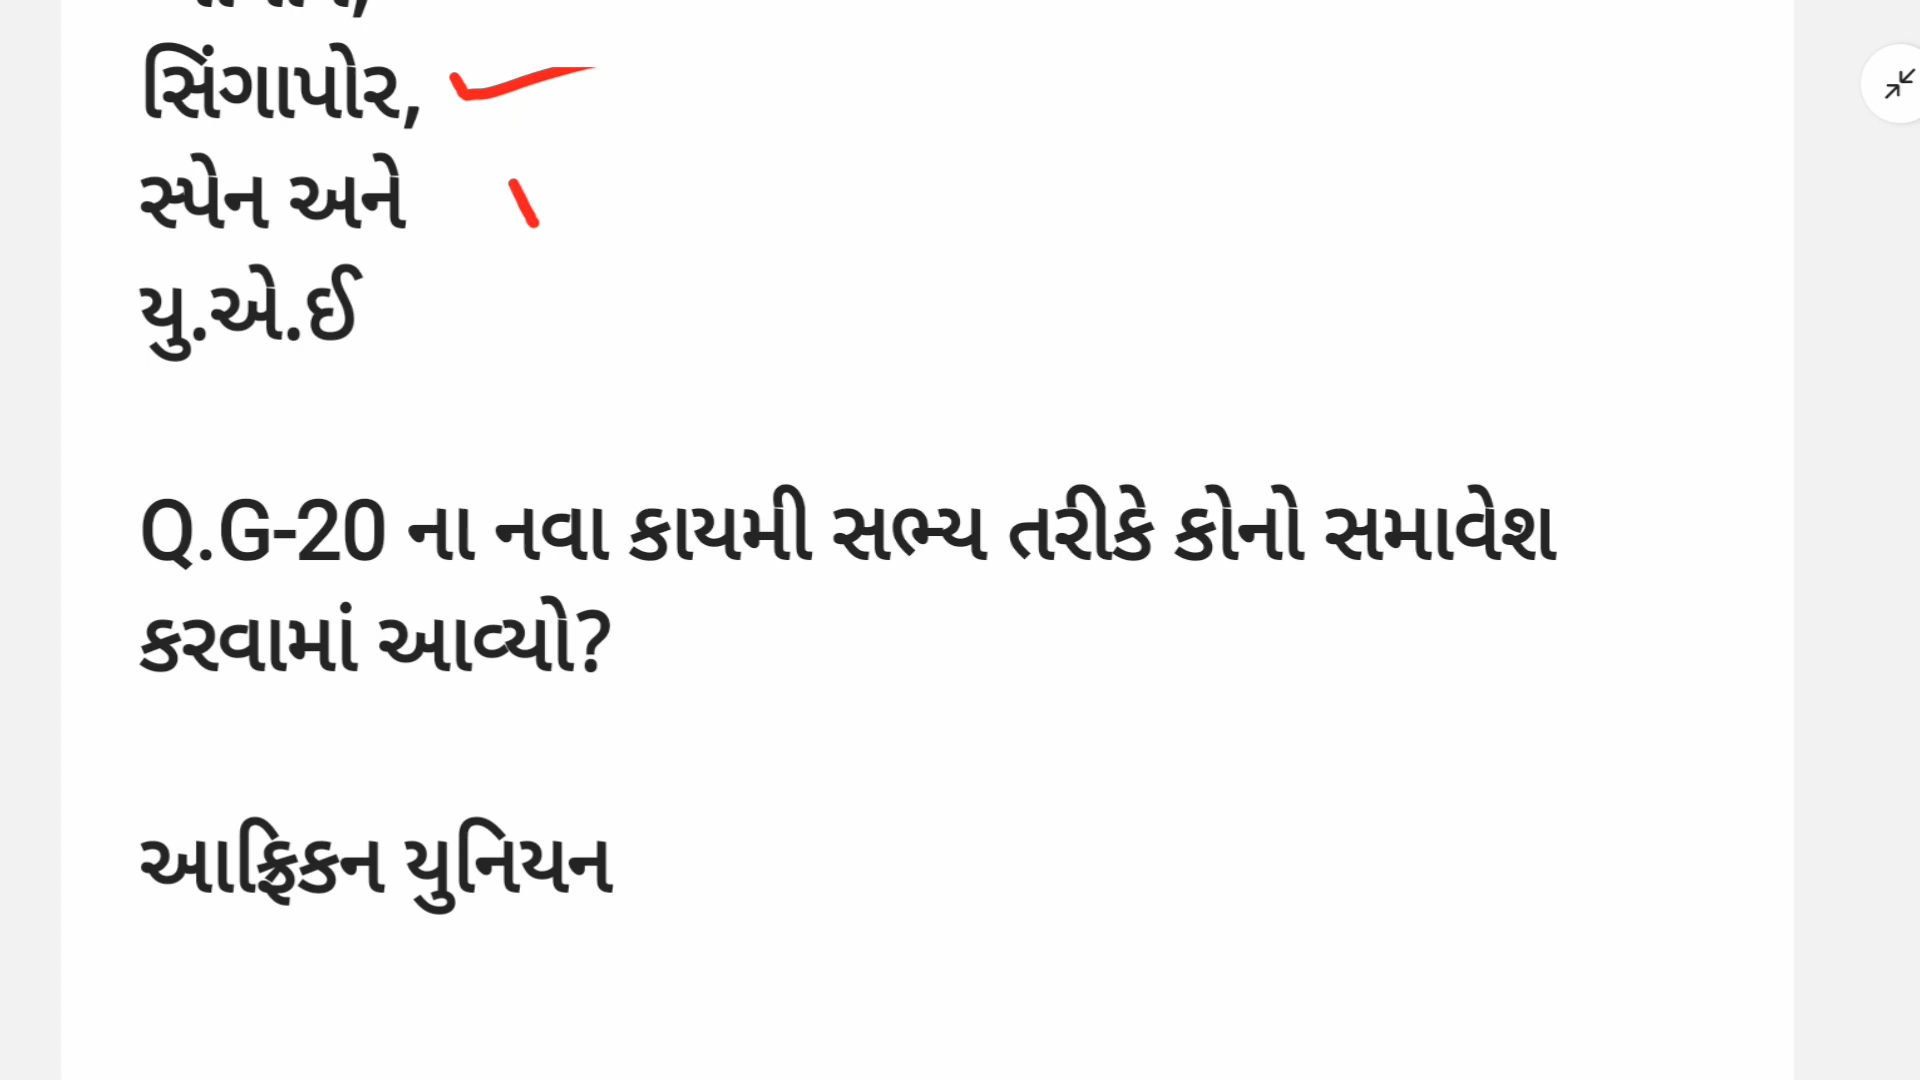 સિંગાપોર,
સ્પેન અને
યુ.એ.ઈ
Q.G-20 ના નવા કાયમી સભ્ય તરીકે કોનો સમાવેશ
કરવામાં આવ્યો?
આફ્રિકન યુનિયન